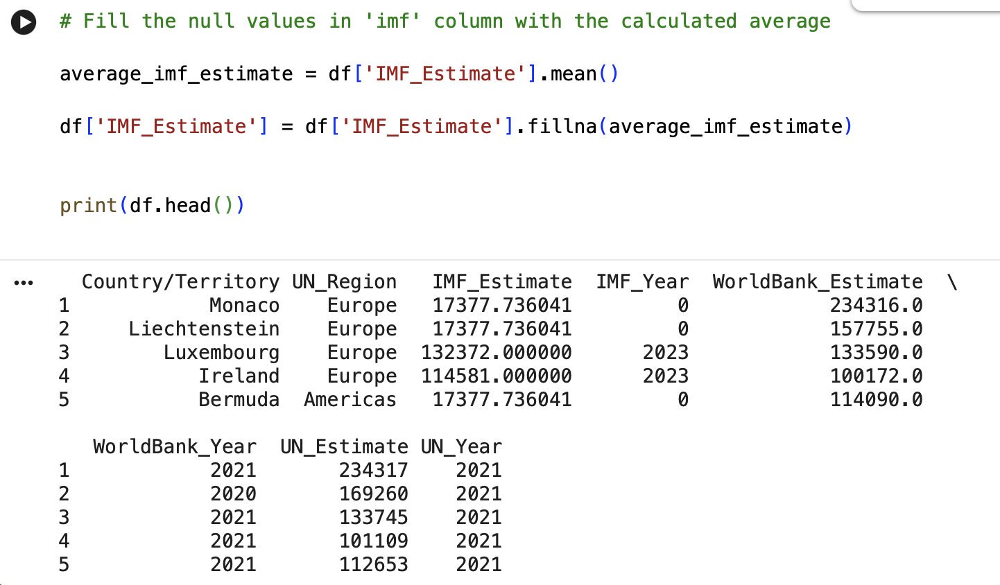 # Fill the null values in 'imf' column with the calculated average
average_imf_estimate = df['IMF_Estimate'].mean()
df['IMF_Estimate'] = df['IMF_Estimate'].fillna(average_imf_estimate)
print(df.head())
Country/Territory UN_Region IMF_Estimate IMF_Year WorldBank_Estimate \
1 Monaco Europe 17377.736041 0 234316.0
2 Liechtenstein Europe 17377.736041 0 157755.0
3 Luxembourg Europe 132372.000000 2023 133590.0
4 Ireland Europe 114581.000000 2023 100172.0
5 Bermuda Americas 17377.736041 0 114090.0
WorldBank_Year UN_Estimate UN_Year
1 2021 234317 2021
2 2020 169260 2021
3 2021 133745 2021
4 2021 101109 2021
5 2021 112653 2021